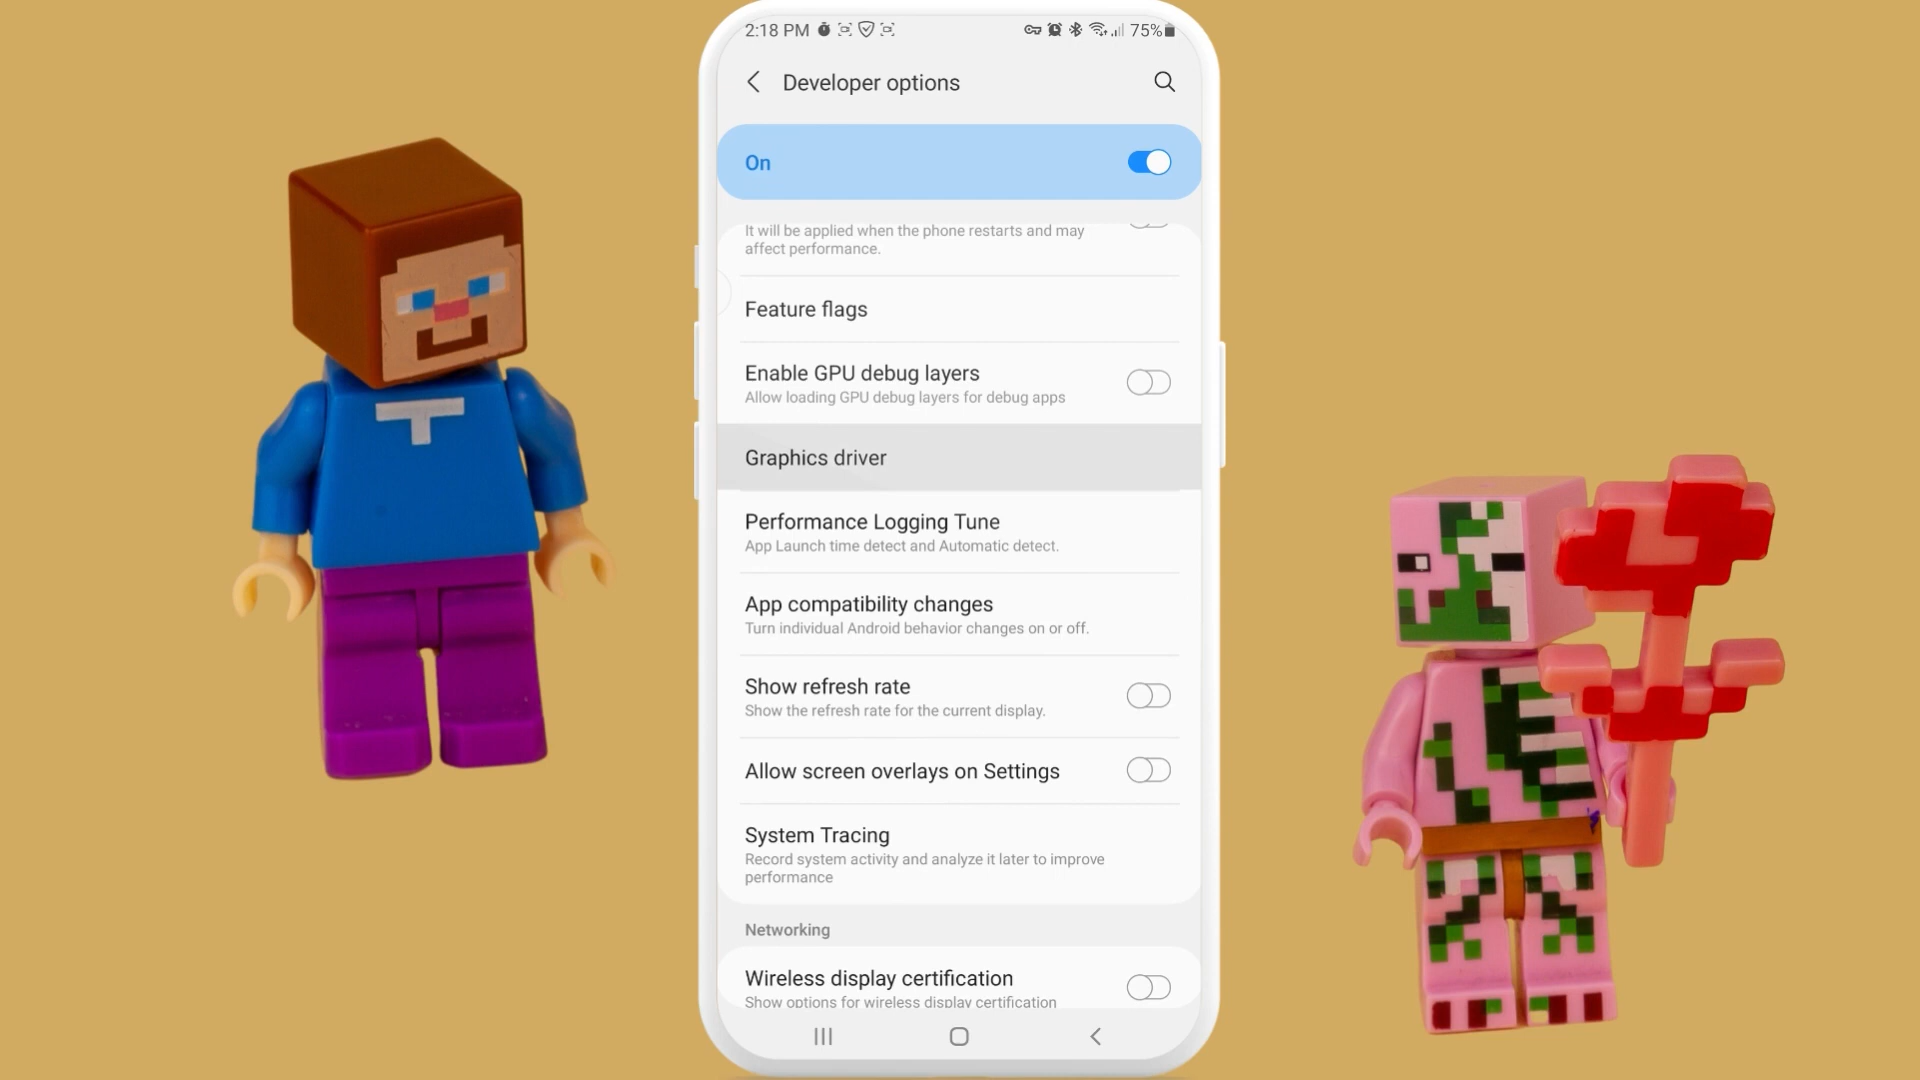 2:18 PM
75%
Developer options
On
It will be applied when the phone restarts and may
affect performance.
Feature flags
Enable GPU debug layers
Allow loading GPU debug layers for debug apps
Graphics driver
Performance Logging Tune
App Launch time detect and Automatic detect.
App compatibility changes
Turn individual Android behavior changes on or off.
Show refresh rate
Show the refresh rate for the current display.
Allow screen overlays on Settings
System Tracing
Record system activity and analyze it later to improve
performance
Networking
Wireless display certification
Show options for wireless display certification